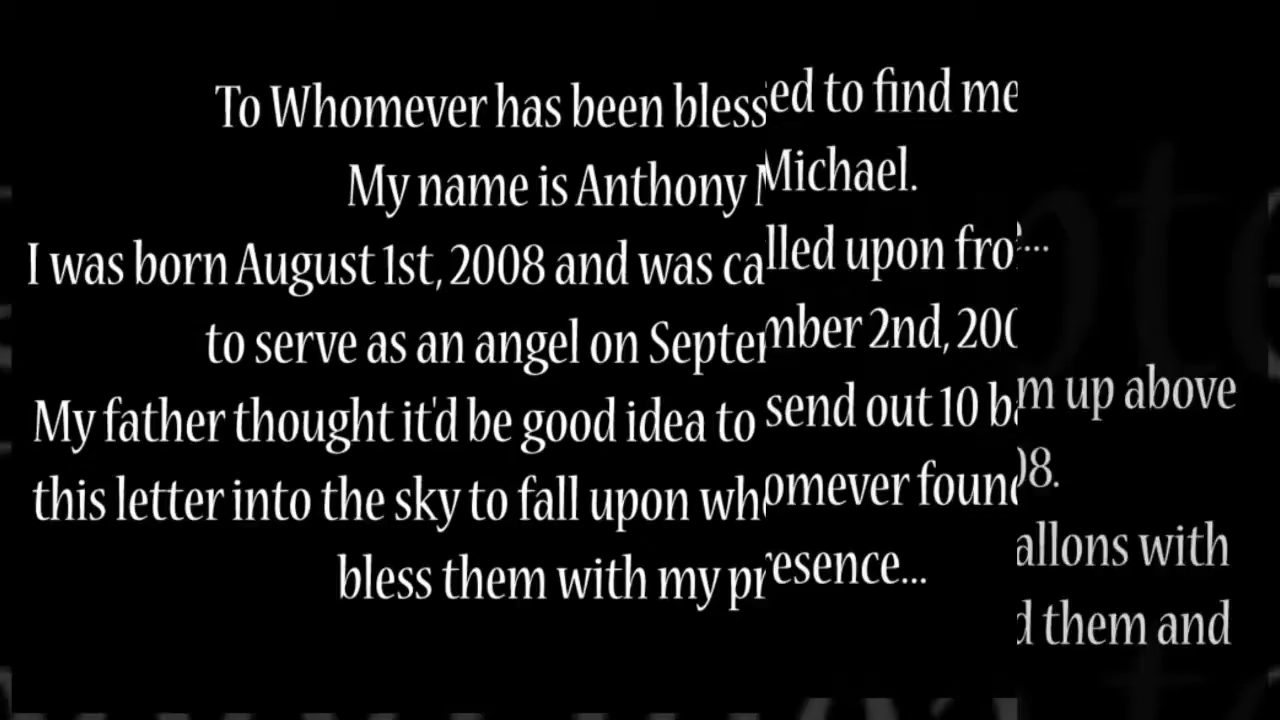 To Whomever has been blessed to find me...
My name is Anthony Michael.
I was born August 1st, 2008 and was called upon from up above
to serve as an angel on September 2nd, 2008.
My father thought it'd be good idea to send out 10 ballons with
this letter into the sky to fall upon whomever found them and
bless them with my presence...